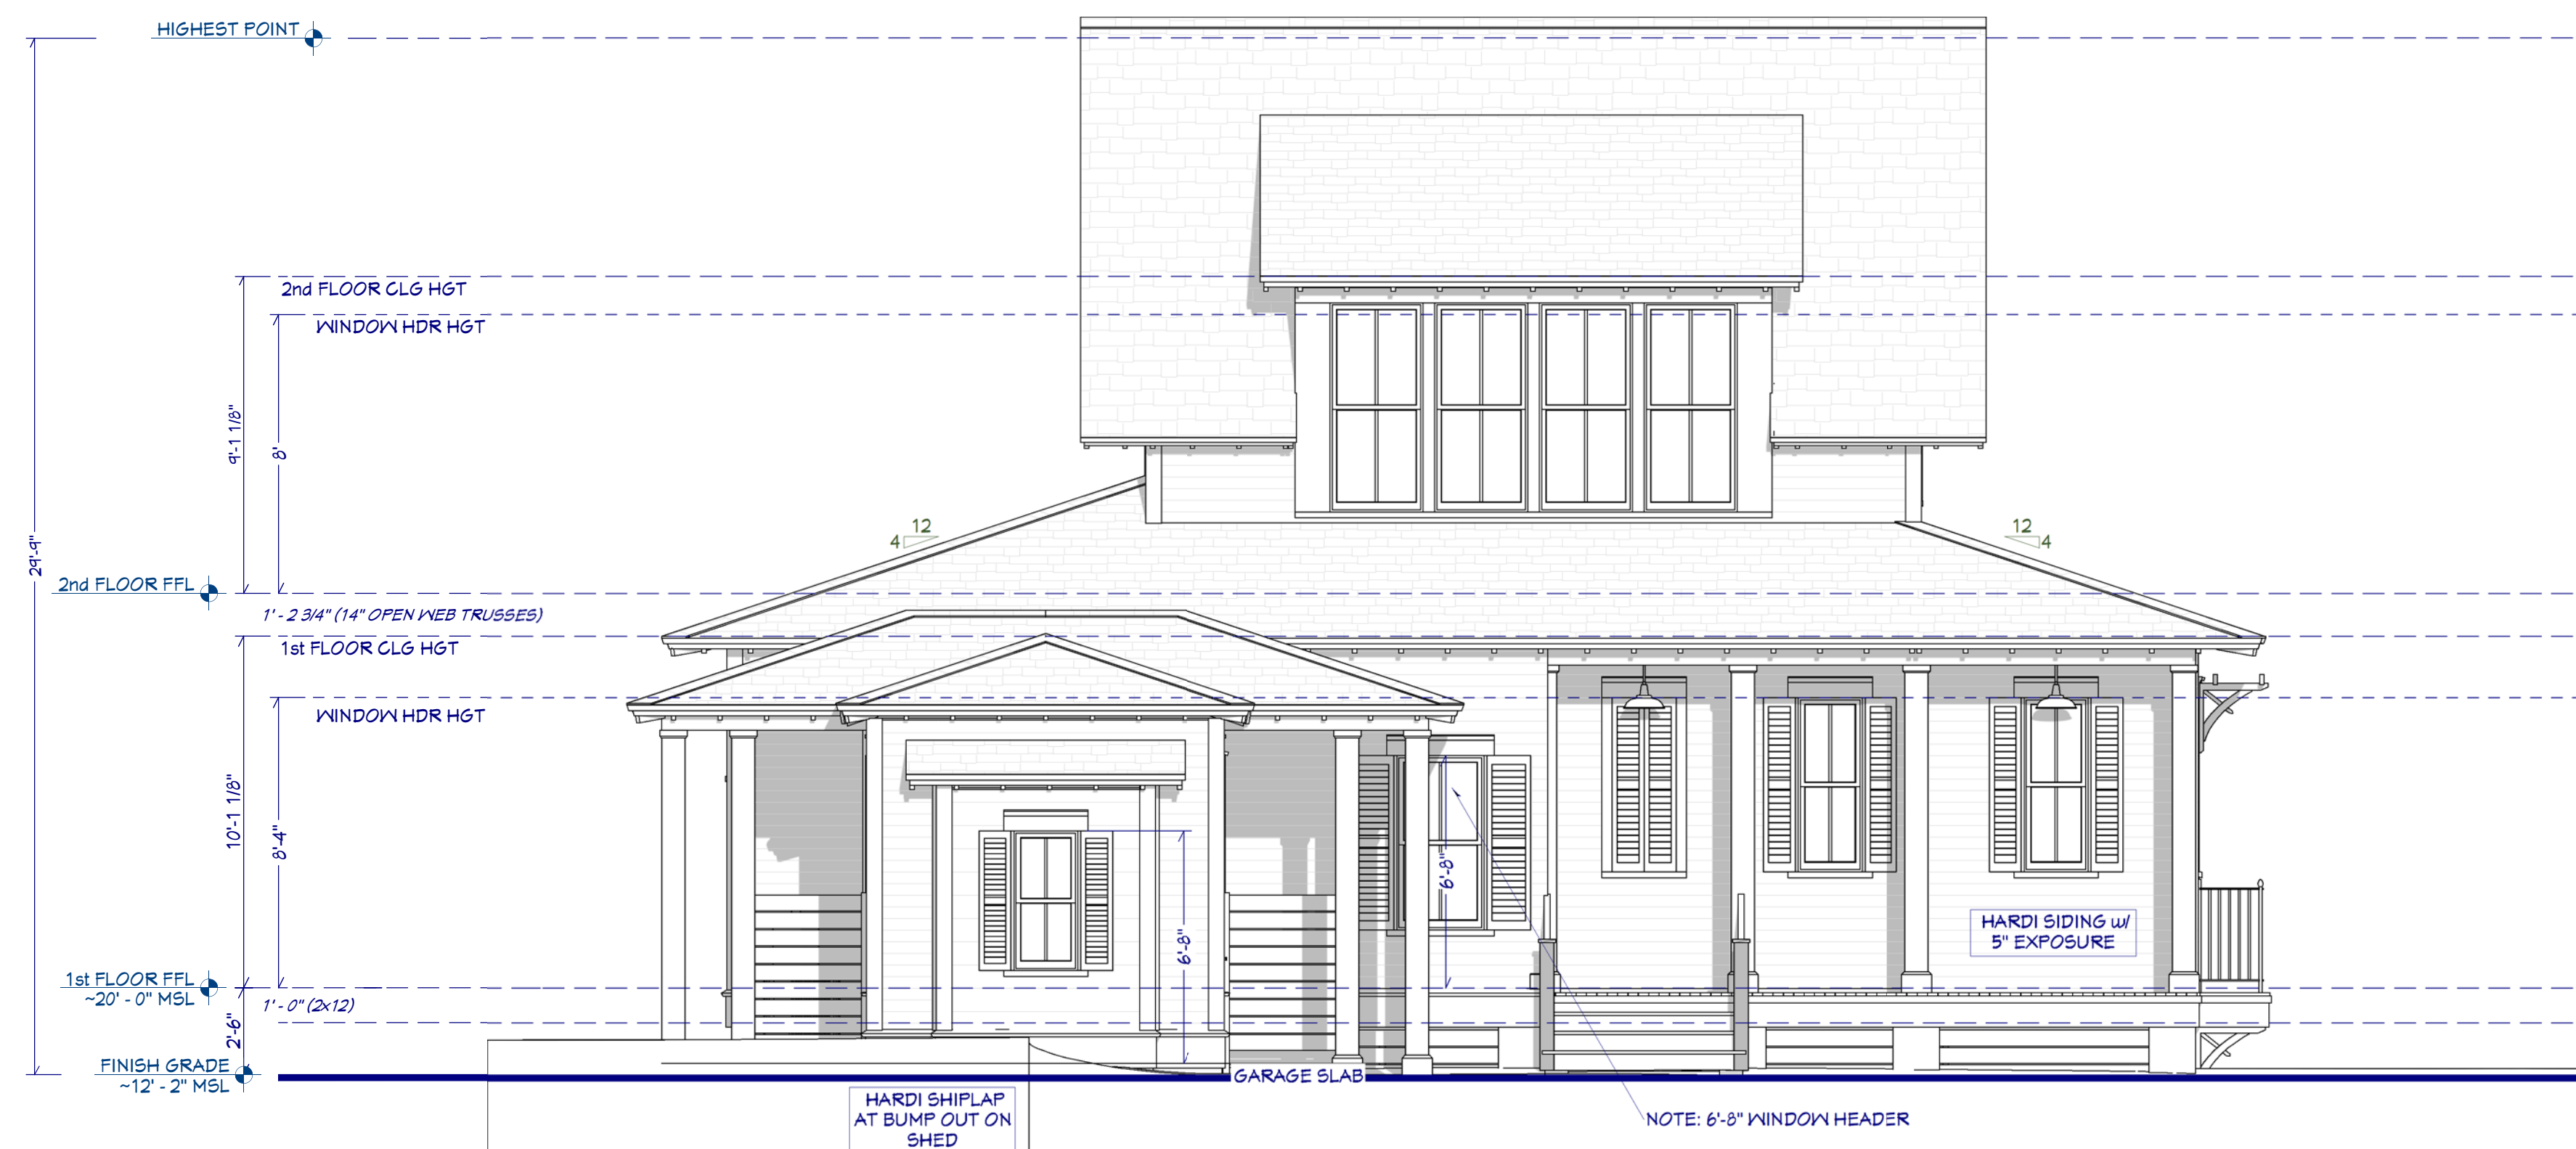 HIGHEST POINT
2nd FLOOR CLG HGT
WINDOW HDR HGT
9'-1 1/8"
8'
29'-9"
12
4
12
4
2nd FLOOR FFL
1' - 2 3/4" (14" OPEN WEB TRUSSES)
1st FLOOR CLG HGT
WINDOW HDR HGT
10'-1 1/8"
8'-4"
6'-8"
6'-8"
HARDI SIDING w/
5" EXPOSURE
1st FLOOR FFL
~20' - 0" MSL
1' - 0" (2x12)
2'-6"
FINISH GRADE
~12' - 2" MSL
GARAGE SLAB
HARDI SHIPLAP
AT BUMP OUT ON
SHED
NOTE: 6'-8" WINDOW HEADER